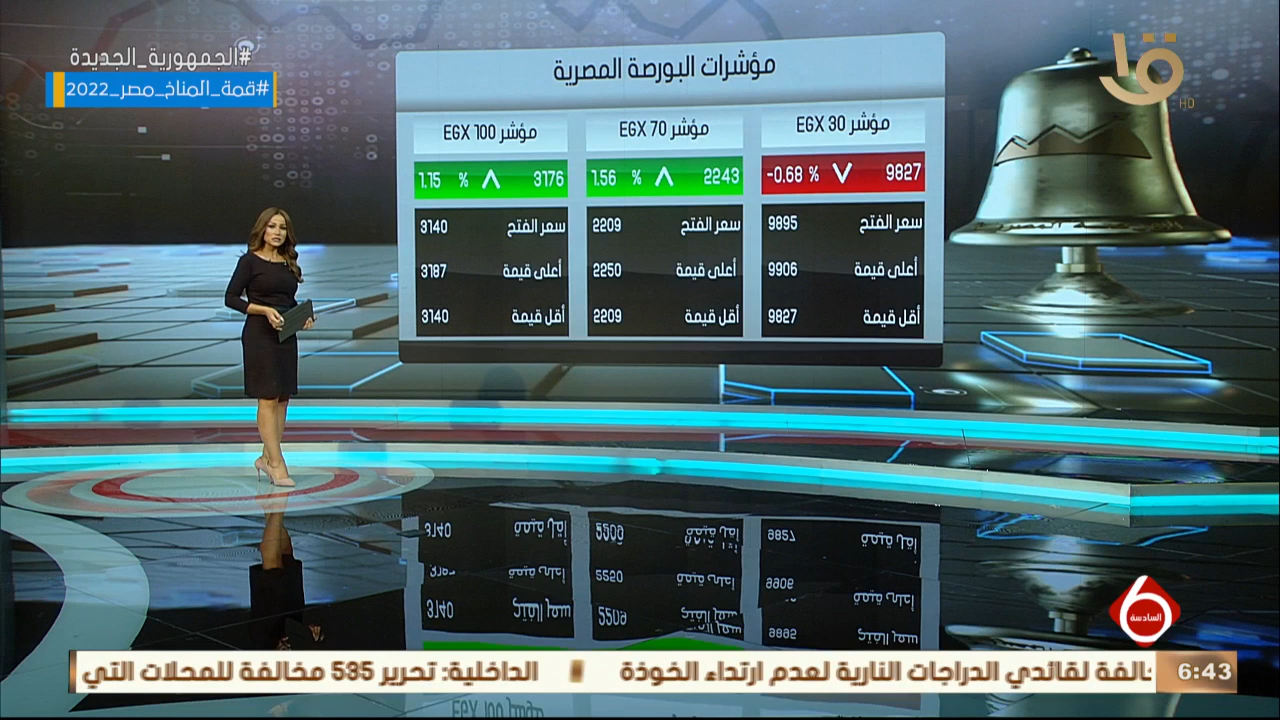 #الجمهورية_الجديدة
#قمة_المناخ_مصر_2022
HD
مؤشرات البورصة المصرية
مؤشر EGX 30
9827 -0.68 %
سعر الفتح 9895
أعلى قيمة 9906
أقل قيمة 9827
مؤشر EGX 70
2243 % 1.56
سعر الفتح 2209
أعلى قيمة 2250
أقل قيمة 2209
مؤشر EGX 100
3176 % 1.15
سعر الفتح 3140
أعلى قيمة 3187
أقل قيمة 3140
6
السادسة
لقائدي الدراجات النارية لعدم ارتداء الخوذة
الداخلية: تحرير 585 مخالفة للمحلات التي
6:43